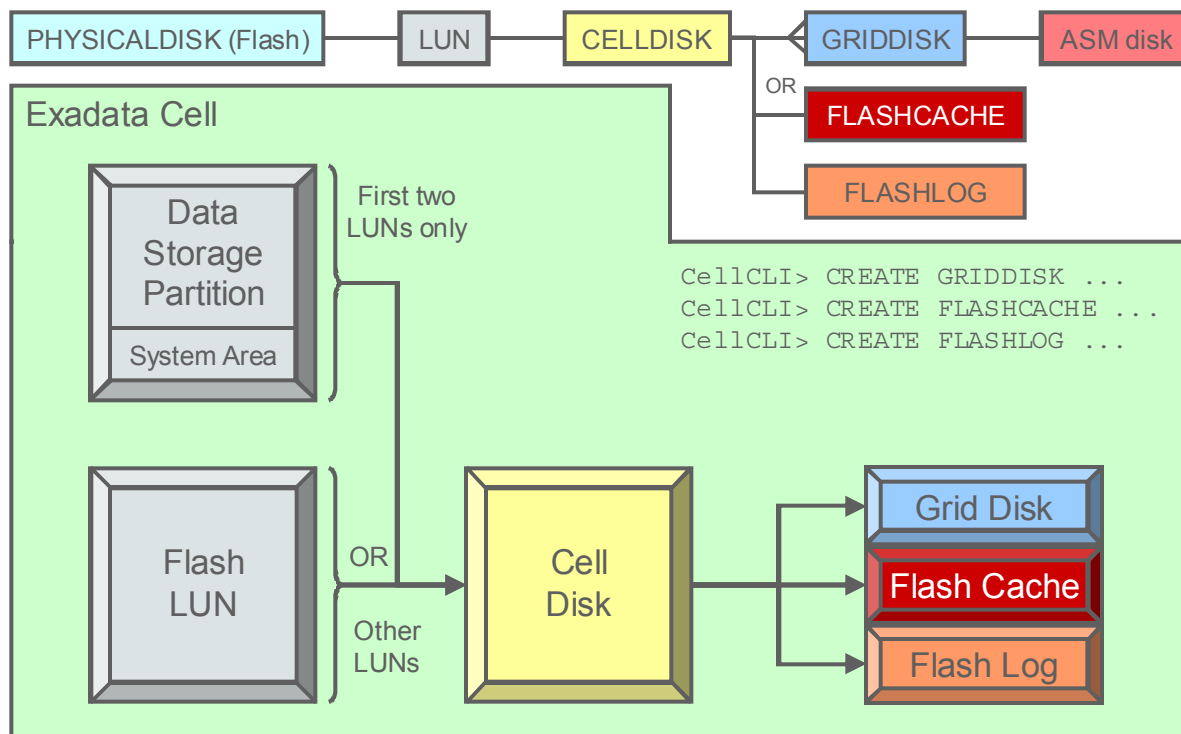 PHYSICALDISK (Flash)
LUN
CELLDISK
GRIDDISK
ASM disk
OR
FLASHCACHE
FLASHLOG
Exadata Cell
Data
Storage
Partition
System Area
First two
LUNs only
CellCLI> CREATE GRIDDISK ...
CellCLI> CREATE FLASHCACHE ...
CellCLI> CREATE FLASHLOG ...
Flash
LUN
OR
Other
LUNs
Cell
Disk
Grid Disk
Flash Cache
Flash Log